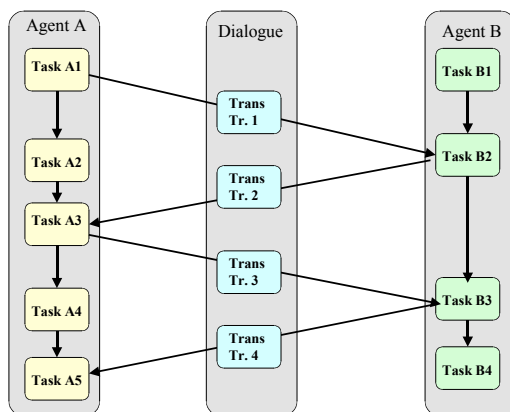 Agent A
Dialogue
Agent B
Task A1
Task A2
Task A3
Task A4
Task A5
Trans
Tr. 1
Trans
Tr. 2
Trans
Tr. 3
Trans
Tr. 4
Task B1
Task B2
Task B3
Task B4